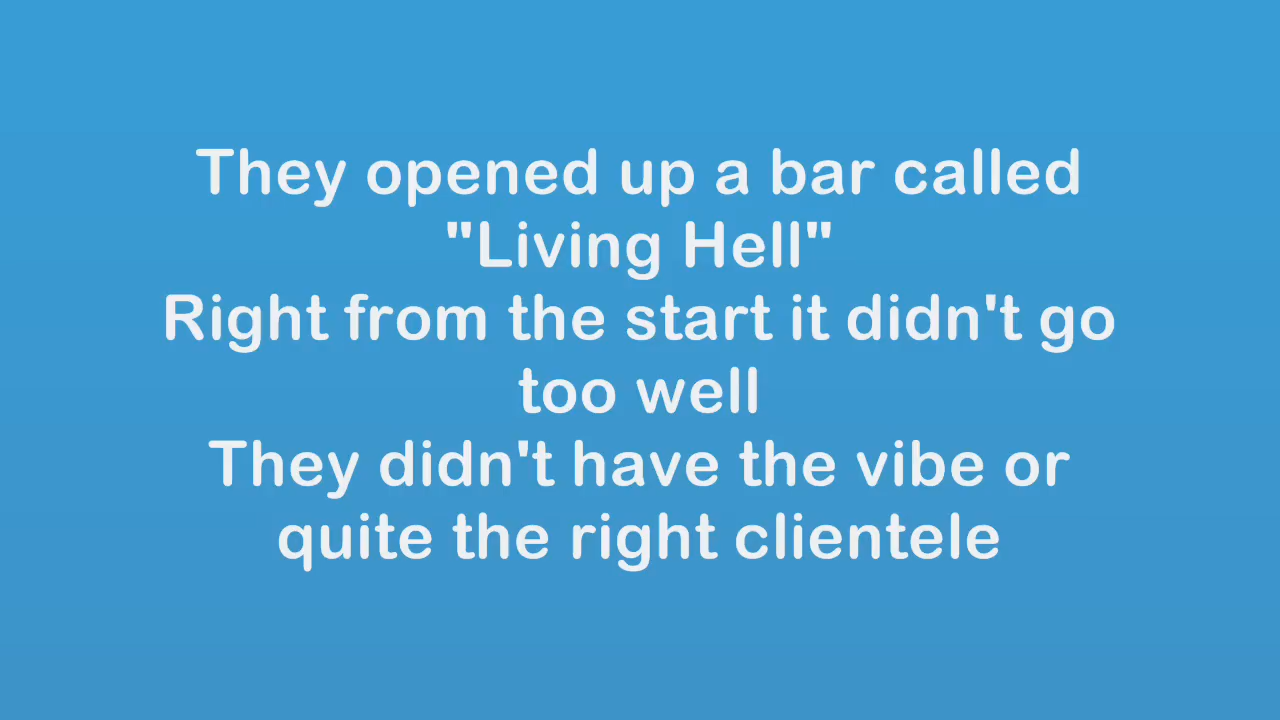 They opened up a bar called
"Living Hell"
Right from the start it didn't go
too well
They didn't have the vibe or
quite the right clientele